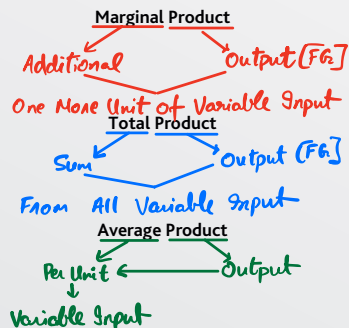 Marginal Product
Additional Output [FG]
One More Unit of Variable Input
Total Product
Sum Output [FG]
From All Variable Input
Average Product
Per Unit Output
Variable Input